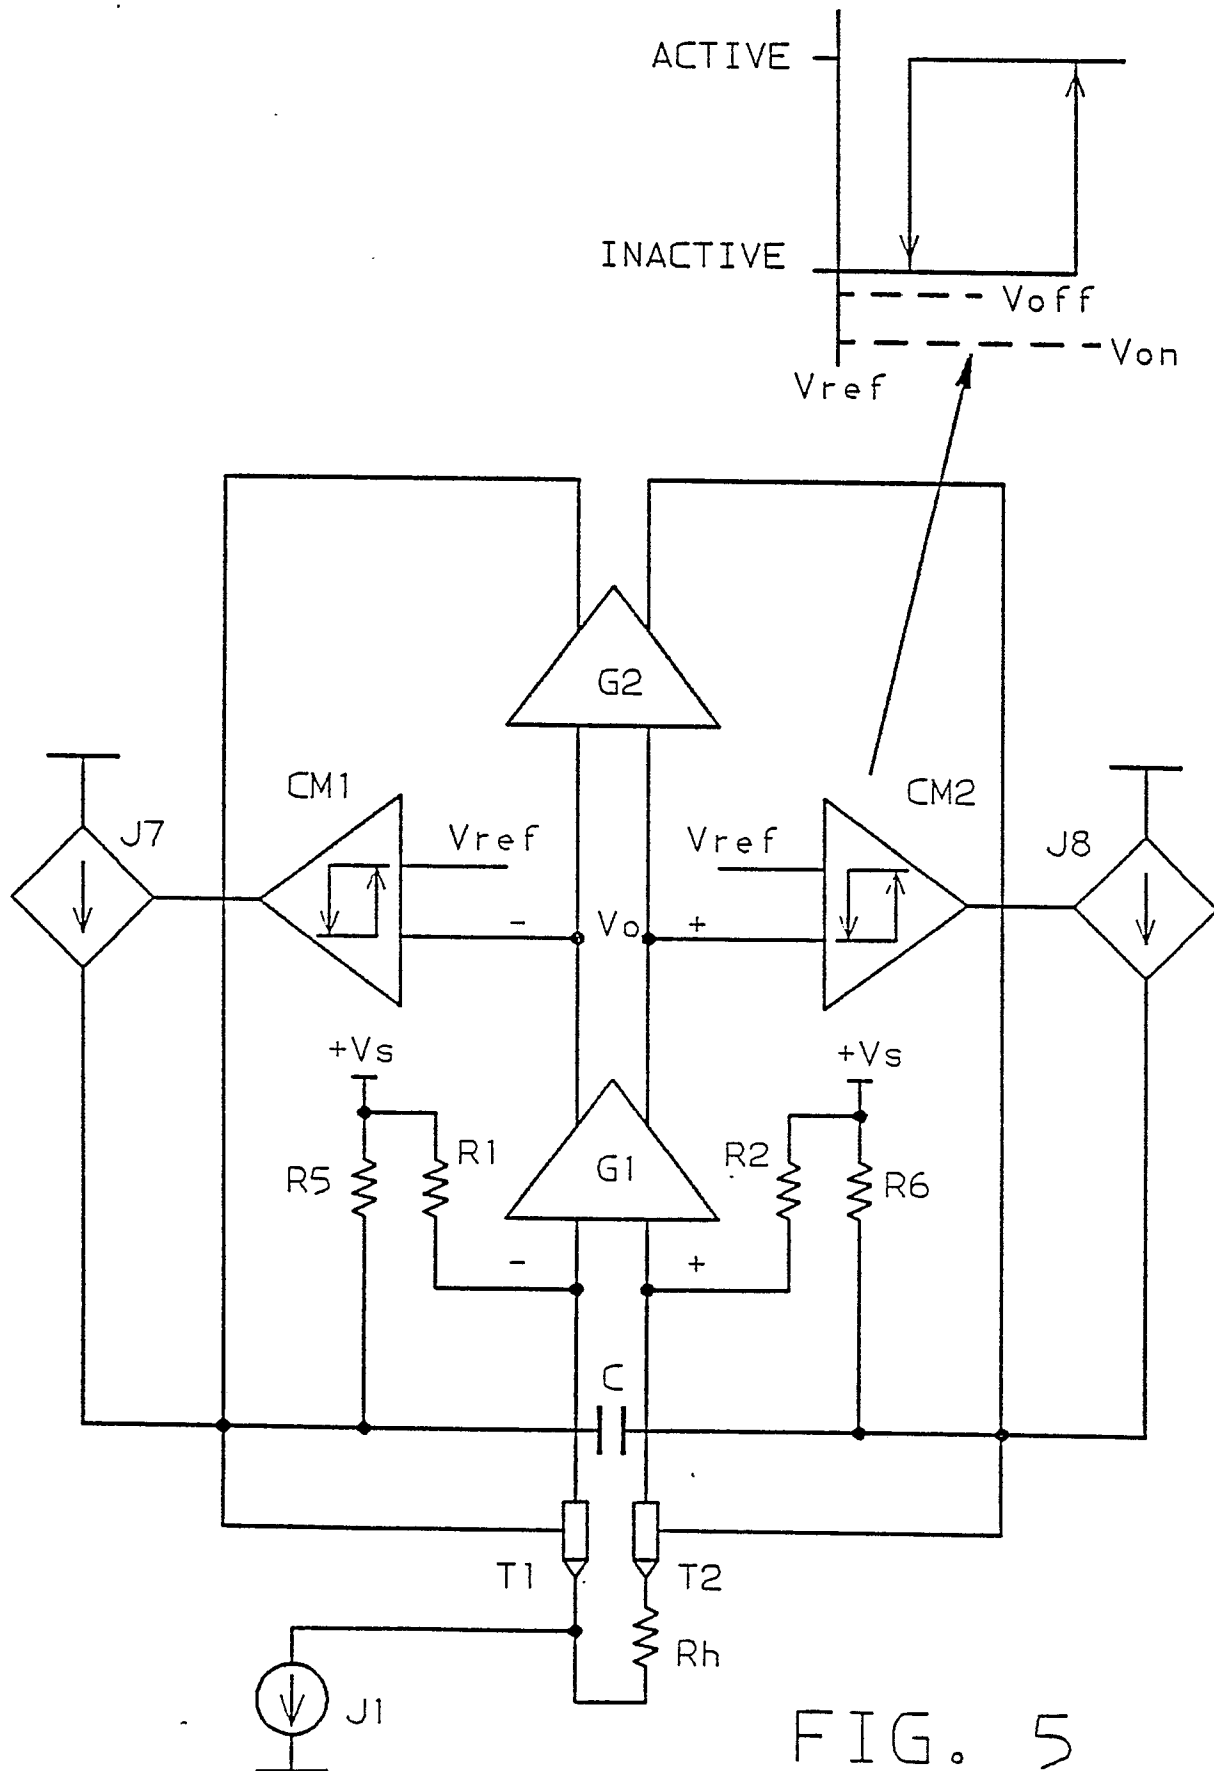 ACTIVE
INACTIVE
Voff
Von
Vref
G2
CM1
CM2
J7
Vref
Vref
J8
-
Vo
+
+Vs
+Vs
R5
R1
G1
R2
R6
-
+
C
T1
T2
Rh
J1
FIG. 5